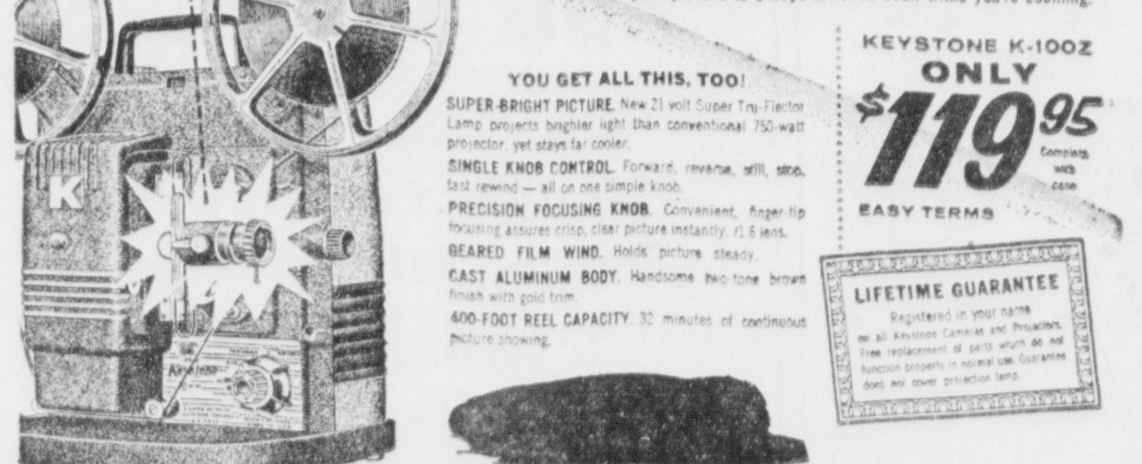 while you're
YOU GET ALL THIS, TOO!
SUPER-BRIGHT PICTURE. New 21 volt Super Tru-Flector
Lamp projects brighter light than conventional 750-watt
projector, yet stays far cooler.
SINGLE KNOB CONTROL. Forward, reverse, still, stop,
fast rewind — all on one simple knob.
PRECISION FOCUSING KNOB. Convenient, finger-tip
focusing assures crisp, clear picture instantly. f1.6 lens.
GEARED FILM WIND. Holds picture steady.
CAST ALUMINUM BODY. Handsome two-tone brown
finish with gold trim.
400-FOOT REEL CAPACITY. 32 minutes of continuous
picture showing.
KEYSTONE K-100Z
ONLY
$119.95
Complete
with
case
EASY TERMS
LIFETIME GUARANTEE
Registered in your name
on all Keystone Cameras and Projectors.
Free replacement of parts which do not
function properly in normal use. Guarantee
does not cover projection lamp.
K
Keystone